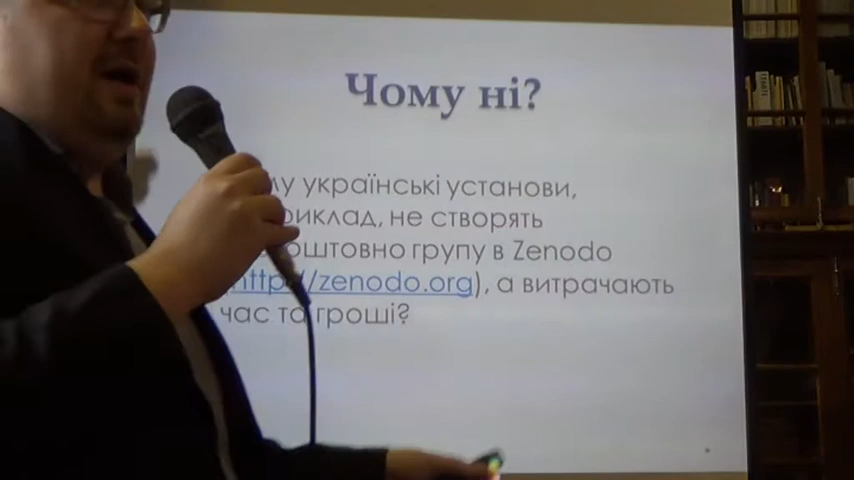 Чому ні?
українські установи,
не створять
групу в Zenodo
zenodo.org), а витрачають
час та гроші?